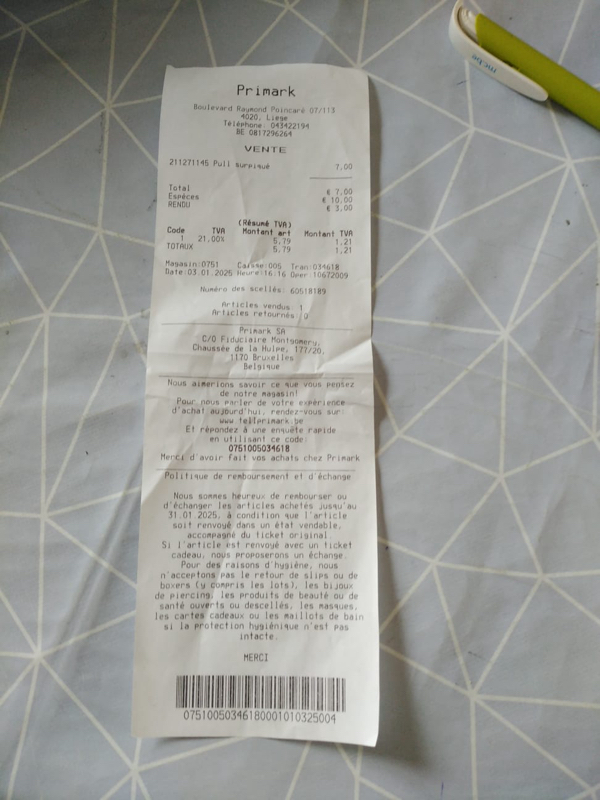 Primark
Boulevard Raymond Poincaré 07/113
4020, Liege
Téléphone: 043422194
BE 0817296264
VENTE
211271145 Pull surpiqué 7,00
Total € 7,00
Espèces € 10,00
RENDU € 3,00
(Résumé TVA)
Code TVA Montant art Montant TVA
1 21,00% 5,79 1,21
TOTAUX 5,79 1,21
Magasin:0751 Caisse:005 Tran:034618
Date:03.01.2025 Heure:16:16 Oper:10672009
Numéro des scellés: 60518189
Articles vendus: 1
Articles retournés: 0
Primark SA
C/O Fiduciaire Montgomery,
Chaussée de la Hulpe, 177/20,
1170 Bruxelles
Belgique
Nous aimerions savoir ce que vous pensez
de notre magasin!
Pour nous parler de votre expérience
d'achat aujourd'hui, rendez-vous sur:
www.tellprimark.be
Et répondez à une enquête rapide
en utilisant ce code:
0751005034618
Merci d'avoir fait vos achats chez Primark
Politique de remboursement et d'échange
Nous sommes heureux de rembourser ou
d'échanger les articles achetés jusqu'au
31.01.2025, à condition que l'article
soit renvoyé dans un état vendable,
accompagné du ticket original.
Si l'article est renvoyé avec un ticket
cadeau, nous proposerons un échange.
Pour des raisons d'hygiène, nous
n'acceptons pas le retour de slips ou de
boxers (y compris les lots), les bijoux
de piercing, les produits de beauté ou de
santé ouverts ou descellés, les masques,
les cartes cadeaux ou les maillots de bain
si la protection hygiénique n'est pas
intacte.
MERCI
07510050346180001010325004